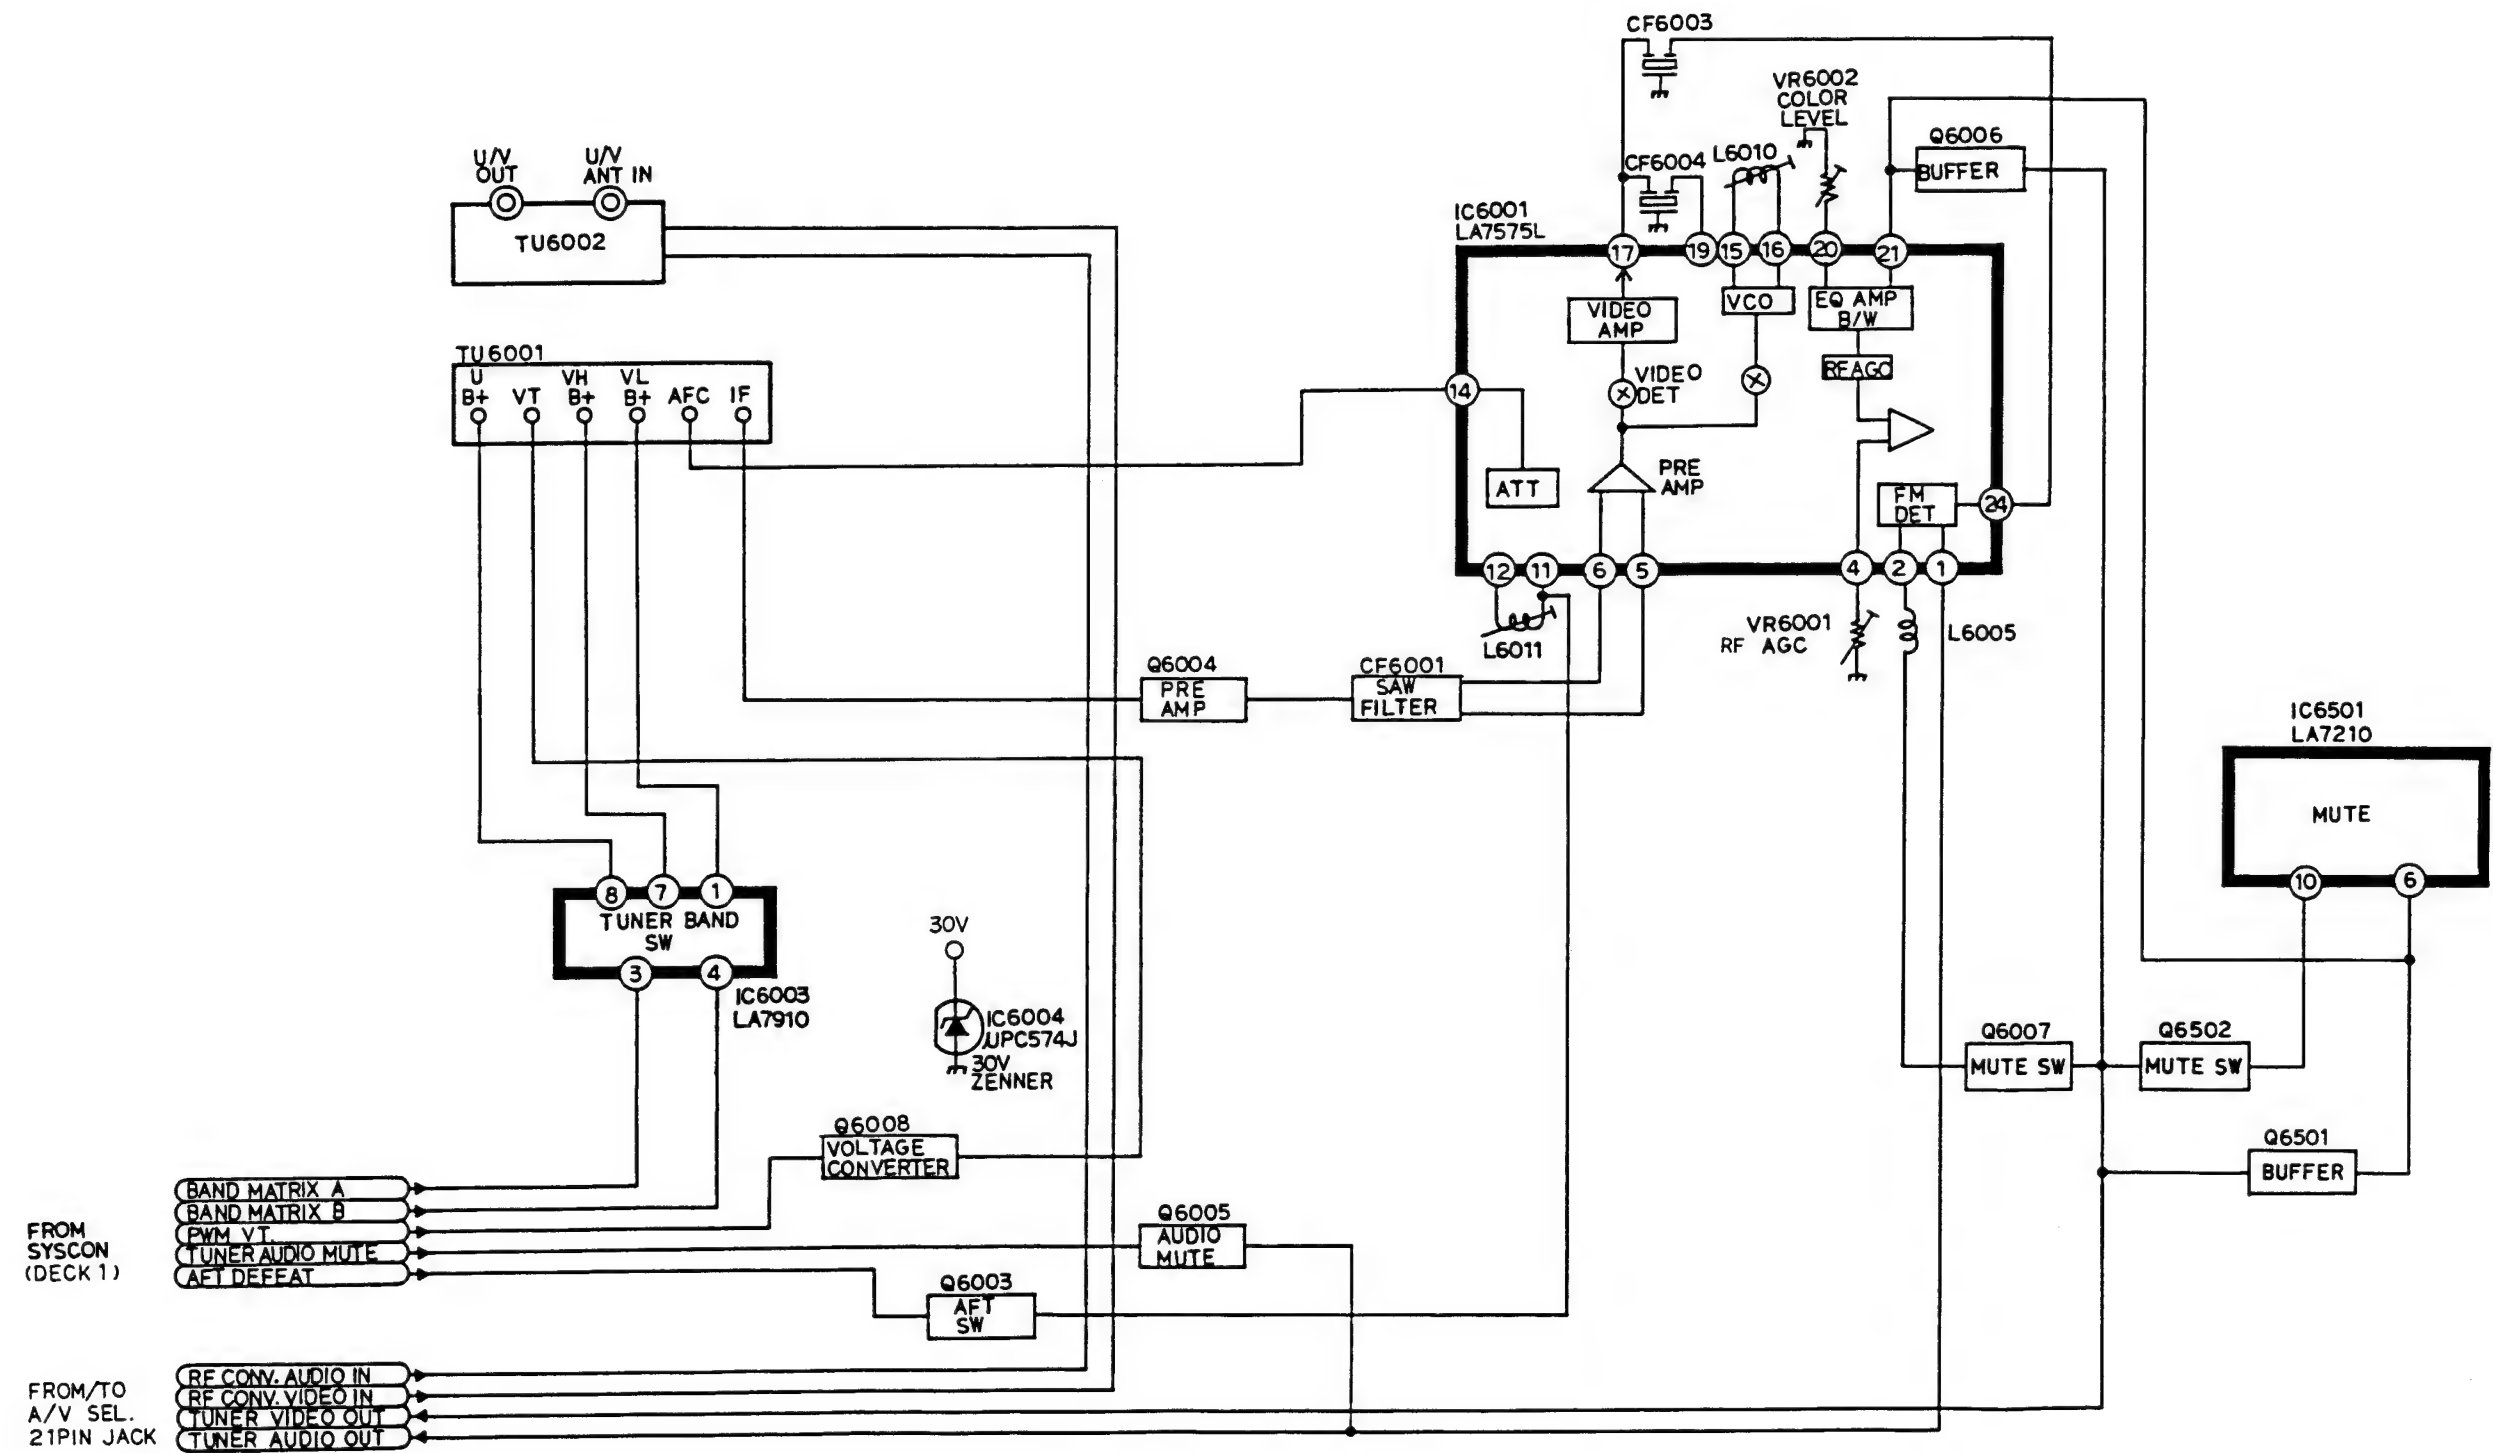 CF6003
VR6002
COLOR
LEVEL
Q6006
BUFFER
U/V
OUT
U/V
ANT IN
TU6002
CF6004
L6010
IC6001
LA7575L
17
19
15
16
20
21
VIDEO
AMP
VCO
EQ AMP
B/W
RFAGC
VIDEO
DET
14
ATT
PRE
AMP
FM
DET
24
12
11
6
5
4
2
1
L6011
VR6001
RF AGC
L6005
TU6001
U
B+
VT
VH
B+
VL
B+
AFC
IF
Q6004
PRE
AMP
CF6001
SAW
FILTER
IC6501
LA7210
MUTE
10
6
8
7
1
TUNER BAND
SW
3
4
IC6003
LA7910
30V
IC6004
UPC574J
30V
ZENNER
Q6007
MUTE SW
Q6502
MUTE SW
Q6501
BUFFER
Q6008
VOLTAGE
CONVERTER
Q6005
AUDIO
MUTE
Q6003
AFT
SW
FROM
SYSCON
(DECK 1)
BAND MATRIX A
BAND MATRIX B
PWM VT.
TUNER AUDIO MUTE
AFT DEFEAT
FROM/TO
A/V SEL.
21PIN JACK
RF CONV. AUDIO IN
RF CONV. VIDEO IN
TUNER VIDEO OUT
TUNER AUDIO OUT